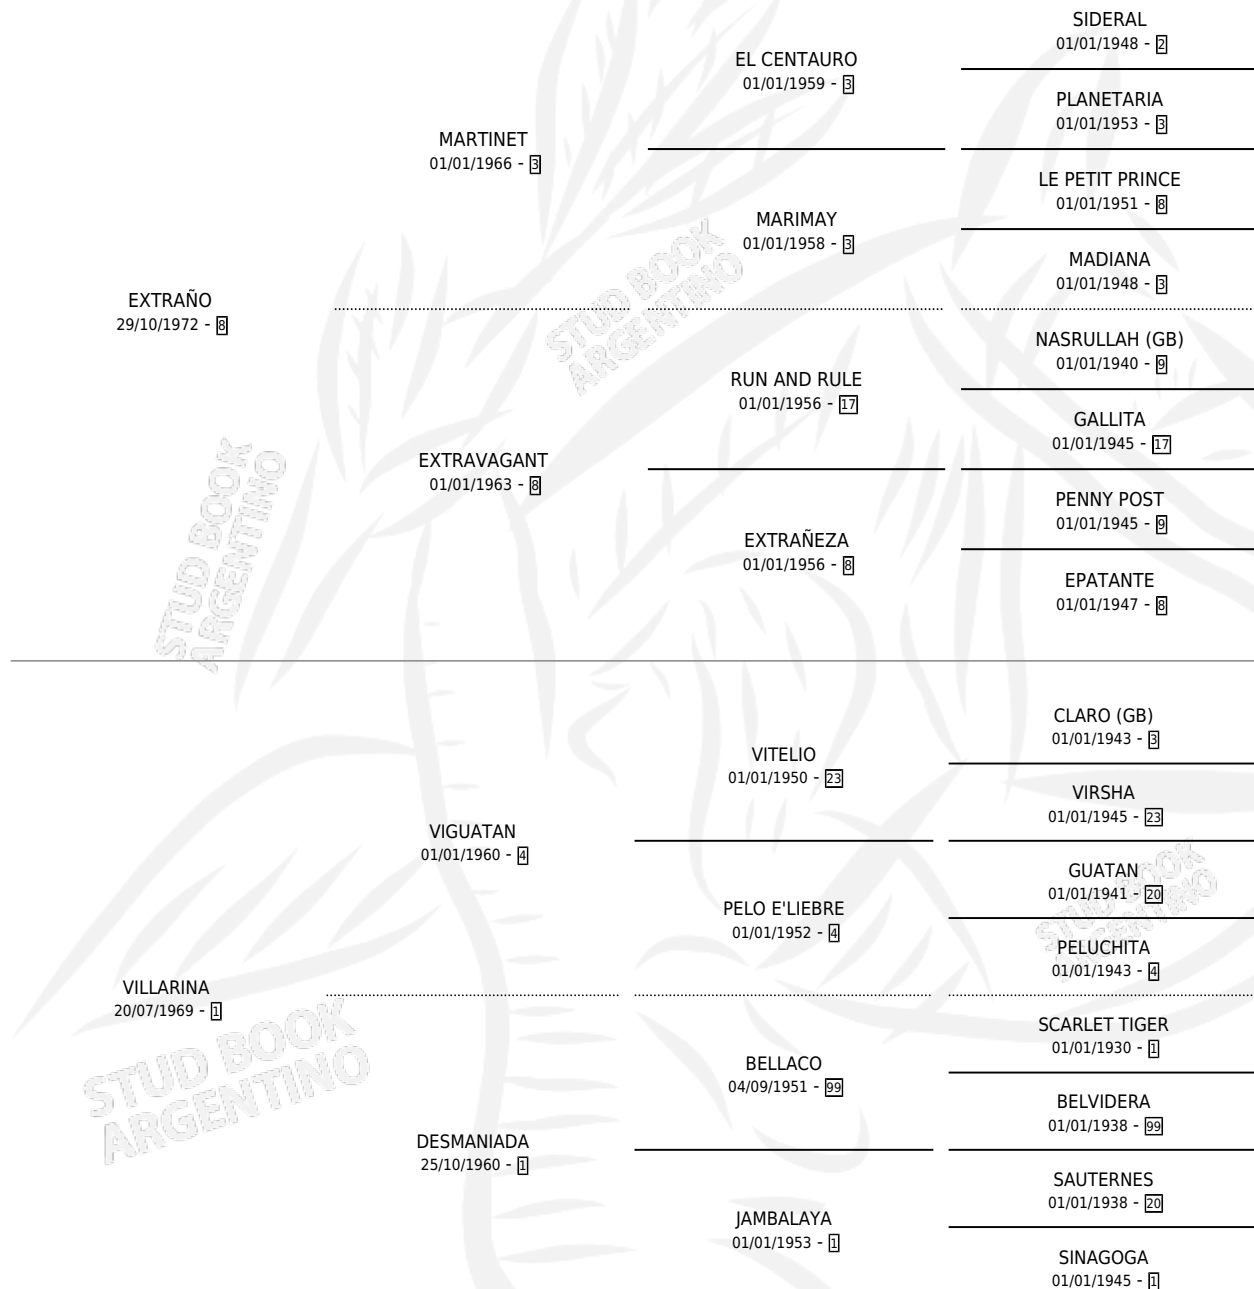 SIDERAL
01/01/1948 - 2
EL CENTAURO
01/01/1959 - 3
PLANETARIA
01/01/1953 - 3
MARTINET
01/01/1966 - 3
LE PETIT PRINCE
01/01/1951 - 8
MARIMAY
01/01/1958 - 3
MADIANA
01/01/1948 - 3
EXTRAÑO
29/10/1972 - 8
NASRULLAH (GB)
01/01/1940 - 9
RUN AND RULE
01/01/1956 - 17
GALLITA
01/01/1945 - 17
EXTRAVAGANT
01/01/1963 - 8
PENNY POST
01/01/1945 - 9
EXTRAÑEZA
01/01/1956 - 8
EPATANTE
01/01/1947 - 8
CLARO (GB)
01/01/1943 - 3
VITELIO
01/01/1950 - 23
VIRSHA
01/01/1945 - 23
VIGUATAN
01/01/1960 - 4
GUATAN
01/01/1941 - 20
PELO E'LIEBRE
01/01/1952 - 4
PELUCHITA
01/01/1943 - 4
VILLARINA
20/07/1969 - 1
SCARLET TIGER
01/01/1930 - 1
BELLACO
04/09/1951 - 99
BELVIDERA
01/01/1938 - 99
DESMANIADA
25/10/1960 - 1
SAUTERNES
01/01/1938 - 20
JAMBALAYA
01/01/1953 - 1
SINAGOGA
01/01/1945 - 1
STUD BOOK
ARGENTINO
STUD BOOK
ARGENTINO
STUD BOOK
ARGENTINO
STUD BOOK
ARGENTINO